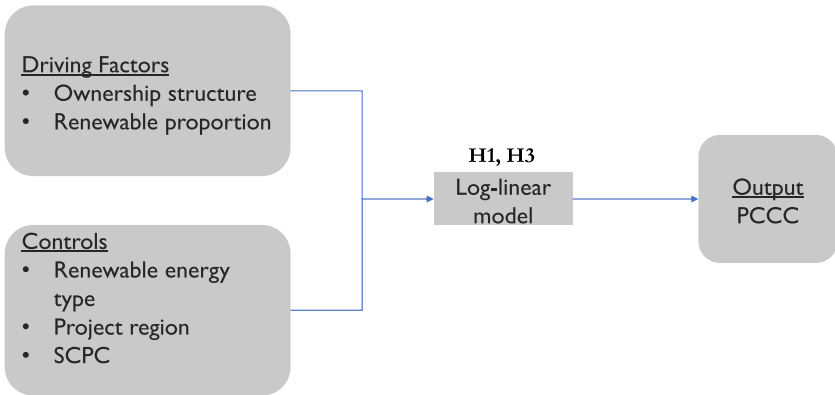 Driving Factors
• Ownership structure
• Renewable proportion
Controls
• Renewable energy
type
• Project region
• SCPC
H1, H3
Log-linear
model
Output
PCCC